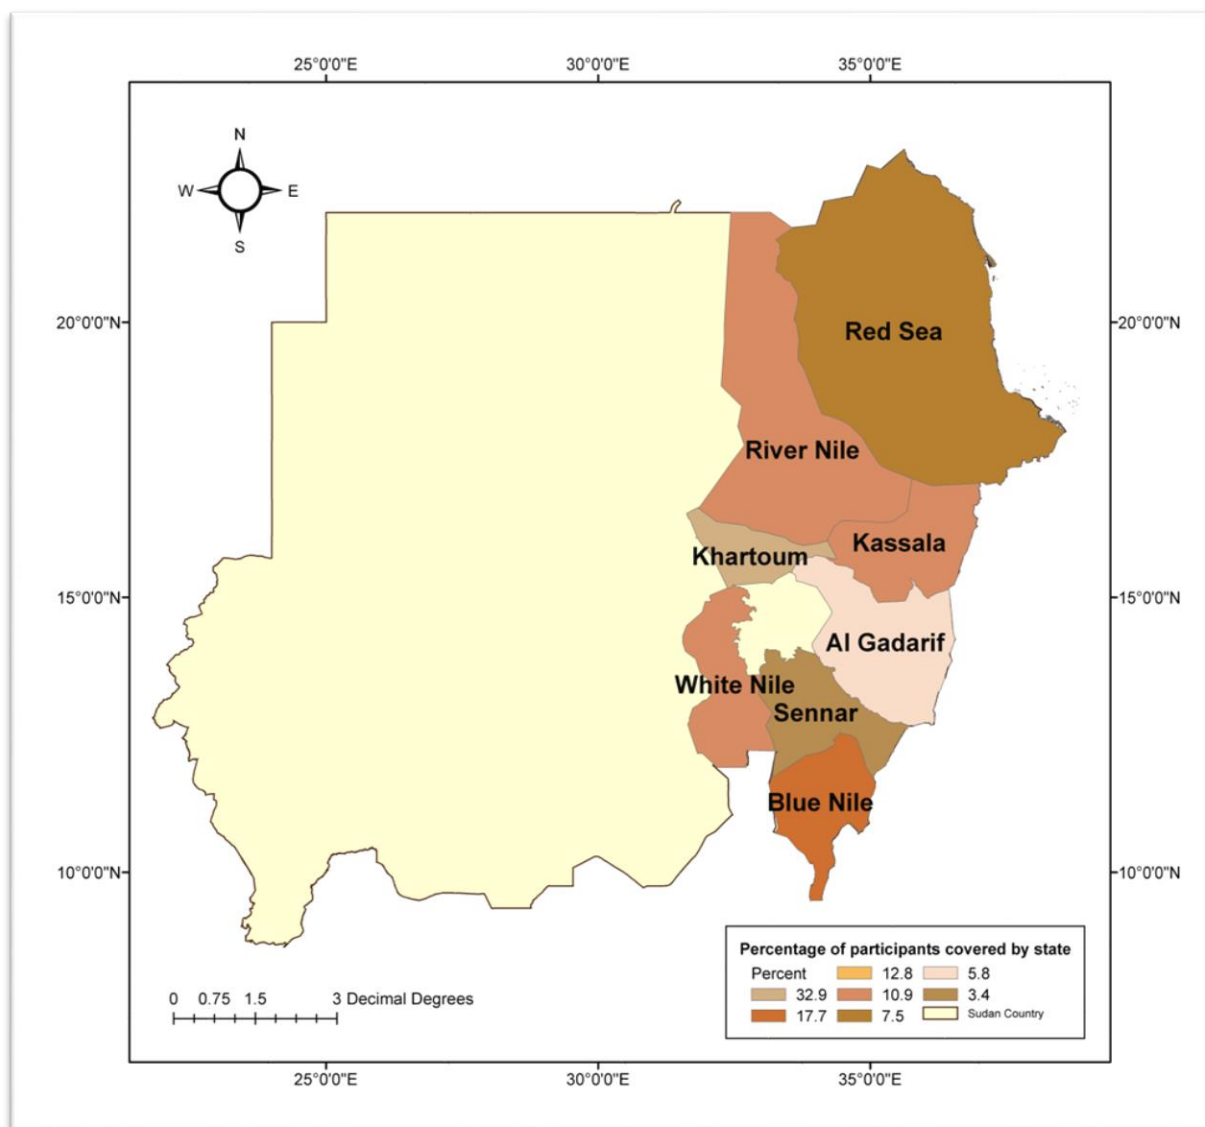 25°0'0"E 30°0'0"E 35°0'0"E
N
W E
S
20°0'0"N 20°0'0"N
Red Sea
River Nile
Kassala
Khartoum
15°0'0"N 15°0'0"N
Al Gadarif
White Nile
Sennar
Blue Nile
10°0'0"N 10°0'0"N
Percentage of participants covered by state
Percent 12.8 5.8
32.9 10.9 3.4
17.7 7.5 Sudan Country
0 0.75 1.5 3 Decimal Degrees
25°0'0"E 30°0'0"E 35°0'0"E